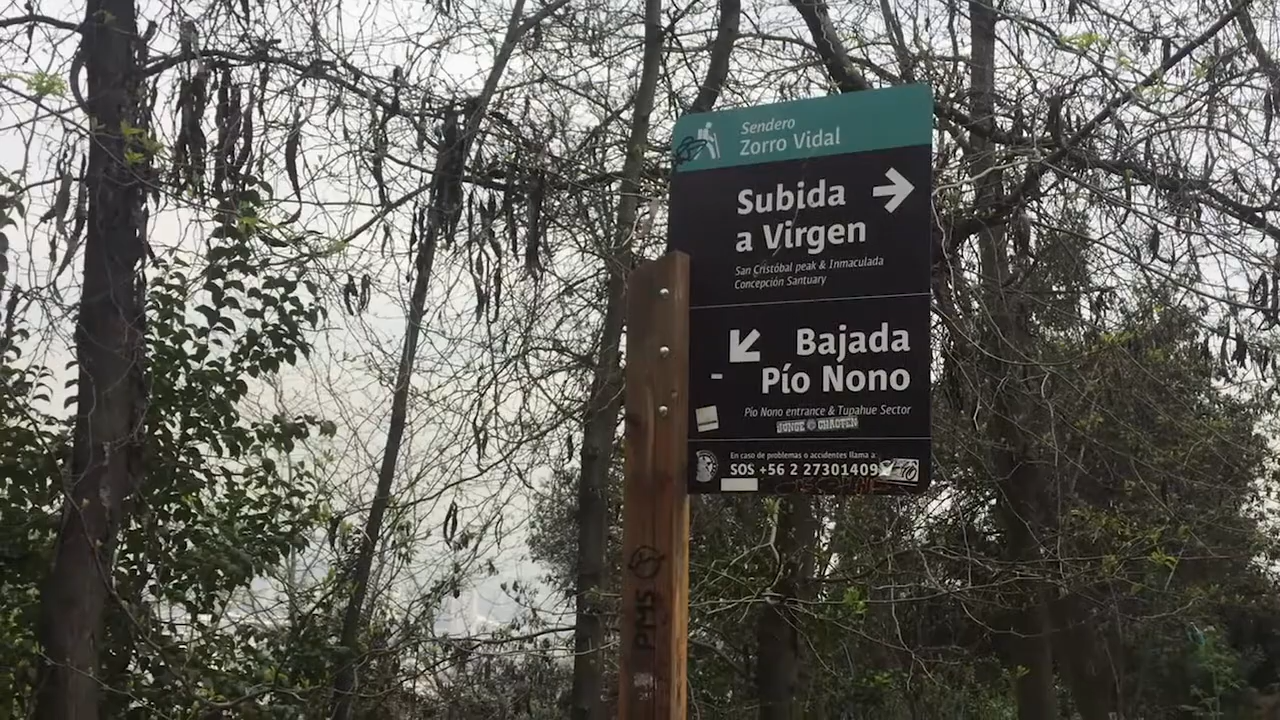 Sendero
Zorro Vidal
Subida
a Virgen
San Cristóbal peak & Inmaculada
Concepción Santuary
Bajada
Pío Nono
Pío Nono entrance & Tupahue Sector
En caso de problemas o accidentes llama a:
SOS +56 2 27301409
PMS